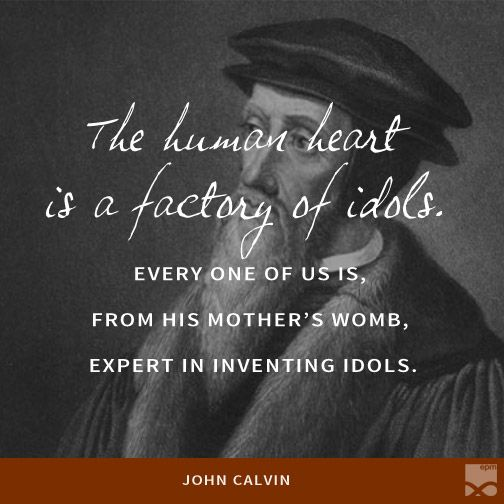 The human heart
is a factory of idols.
EVERY ONE OF US IS,
FROM HIS MOTHER'S WOMB,
EXPERT IN INVENTING IDOLS.
JOHN CALVIN
epm